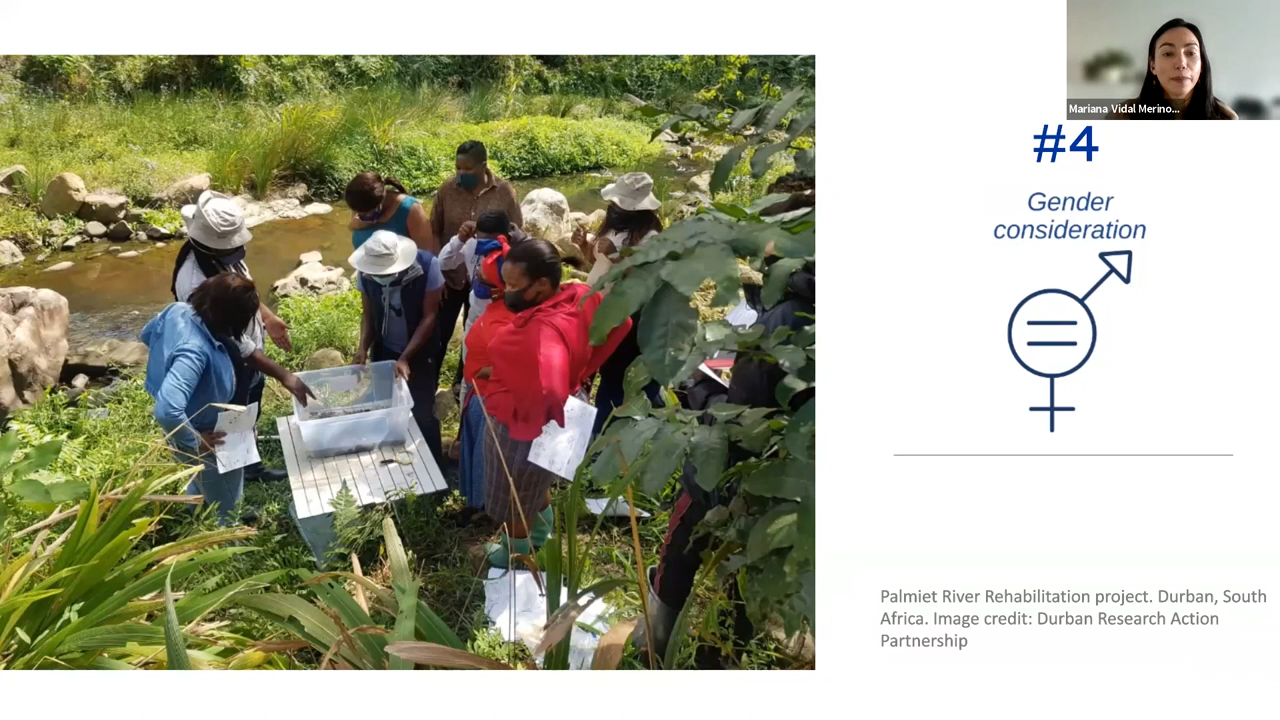 Mariana Vidal Merino...
#4
Gender
consideration
Palmiet River Rehabilitation project. Durban, South
Africa. Image credit: Durban Research Action
Partnership